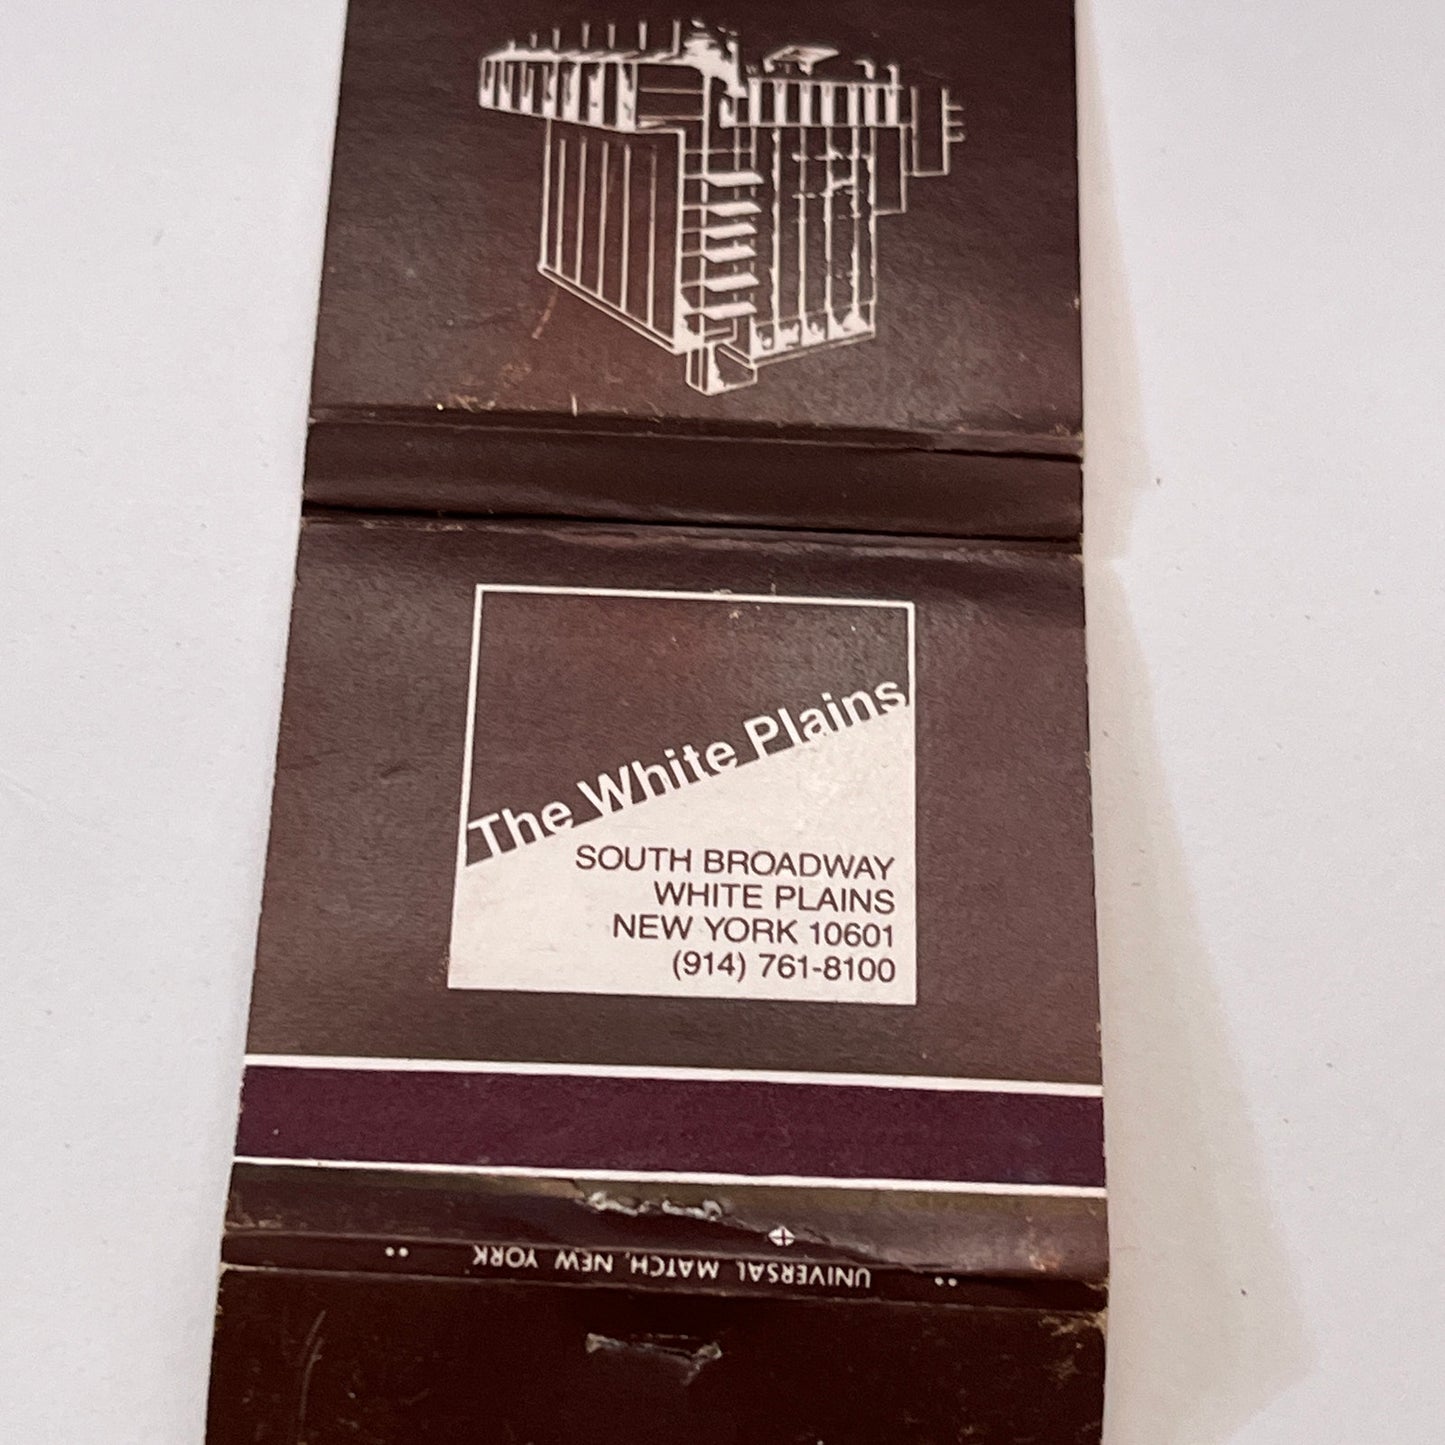 The White Plains
SOUTH BROADWAY
WHITE PLAINS
NEW YORK 10601
(914) 761-8100
UNIVERSAL MATCH, NEW YORK